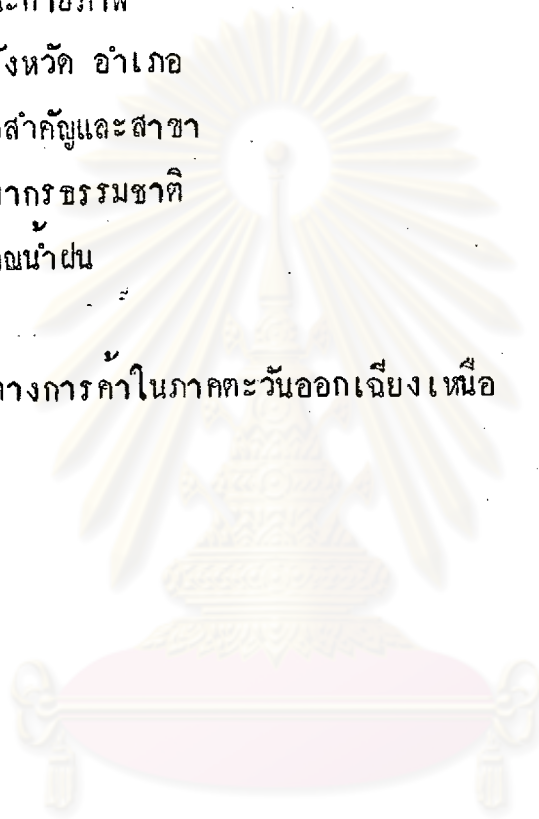 ะกายภาพ
ังหวัด อำเภอ
สำคัญและสาขา
ากรธรรมชาติ
ณน้ำฝน
างการค้าในภาคตะวันออกเฉียงเหนือ